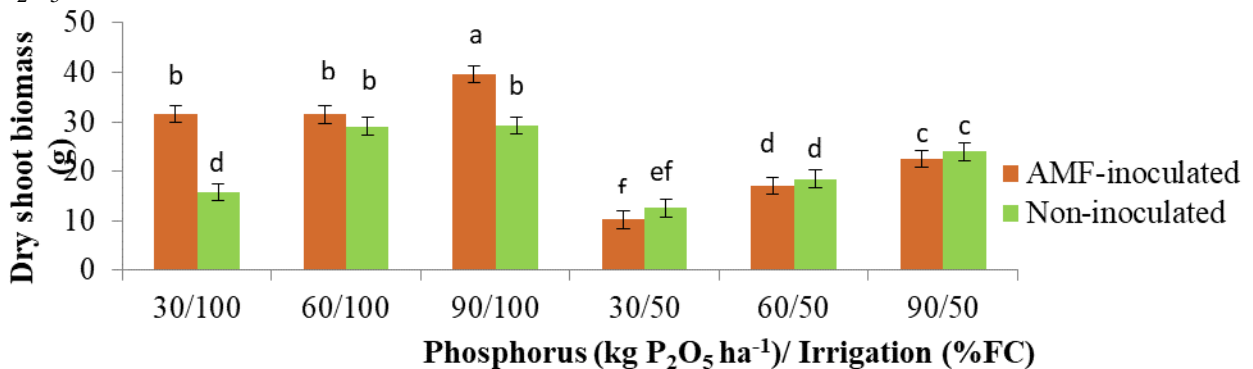 50
40
30
20
10
0
Dry shoot biomass
(g)
b
d
b
b
a
b
f
ef
d
d
c
c
AMF-inoculated
Non-inoculated
30/100 60/100 90/100 30/50 60/50 90/50
Phosphorus (kg P₂O₅ ha⁻¹)/ Irrigation (%FC)